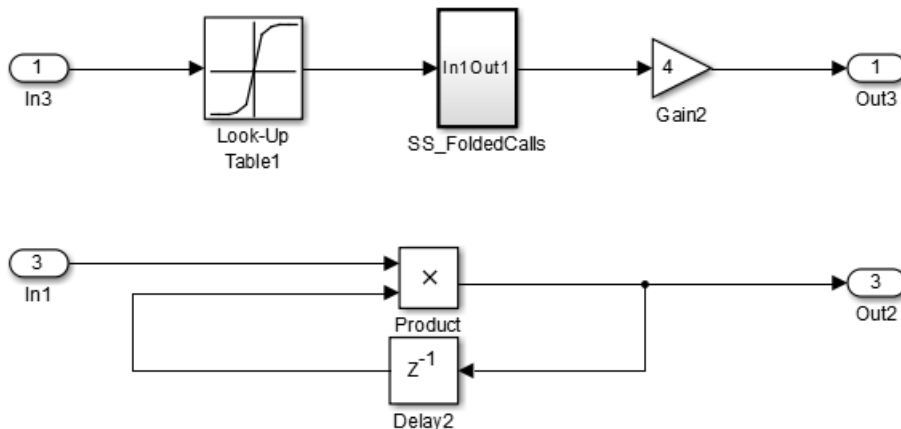 1
In3
Look-Up
Table1
In1Out1
SS_FoldedCalls
4
Gain2
1
Out3
3
In1
×
Product
Z-1
Delay2
3
Out2